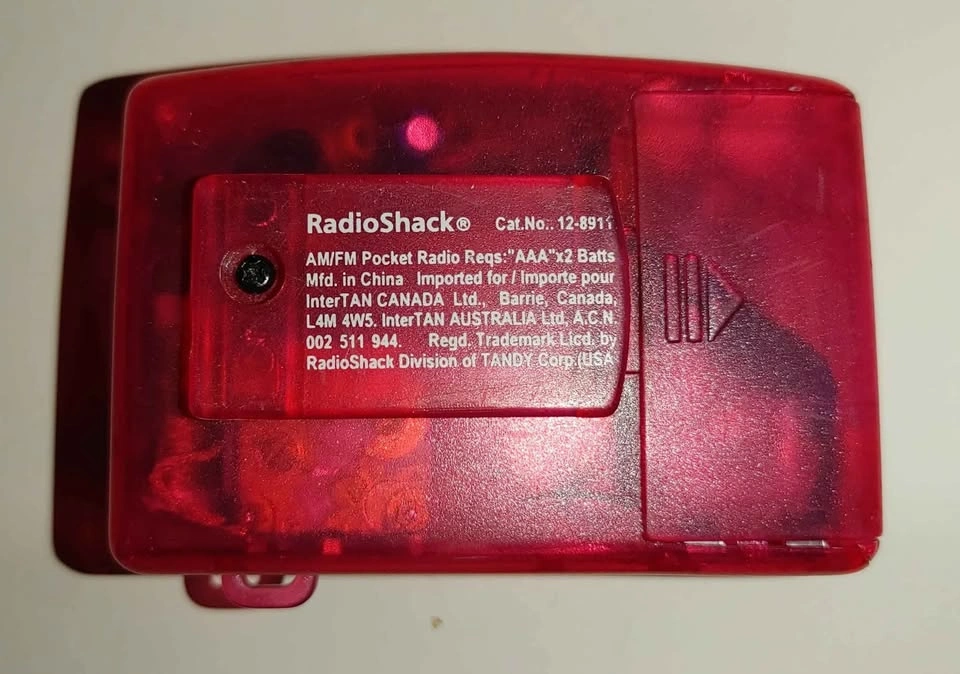 RadioShack® Cat.No.. 12-8911
AM/FM Pocket Radio Reqs:"AAA"x2 Batts
Mfd. in China Imported for / Importe pour
InterTAN CANADA Ltd., Barrie, Canada,
L4M 4W5. InterTAN AUSTRALIA Ltd, A.C.N.
002 511 944. Regd. Trademark Licd. by
RadioShack Division of TANDY Corp.(USA